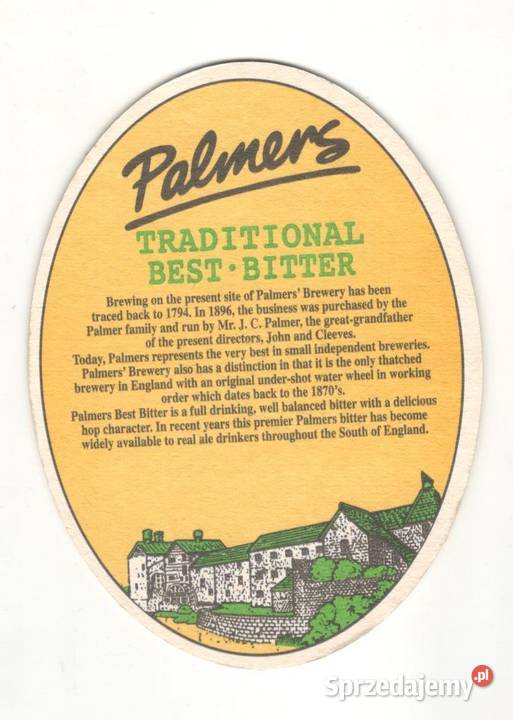 Sprzedajemy.pl
Palmers
TRADITIONAL
BEST · BITTER
Brewing on the present site of Palmers' Brewery has been
traced back to 1794. In 1896, the business was purchased by the
Palmer family and run by Mr. J. C. Palmer, the great-grandfather
of the present directors, John and Cleeves.
Today, Palmers represents the very best in small independent breweries.
Palmers' Brewery also has a distinction in that it is the only thatched
brewery in England with an original under-shot water wheel in working
order which dates back to the 1870's.
Palmers Best Bitter is a full drinking, well balanced bitter with a delicious
hop character. In recent years this premier Palmers bitter has become
widely available to real ale drinkers throughout the South of England.
Sprzedajemy.pl